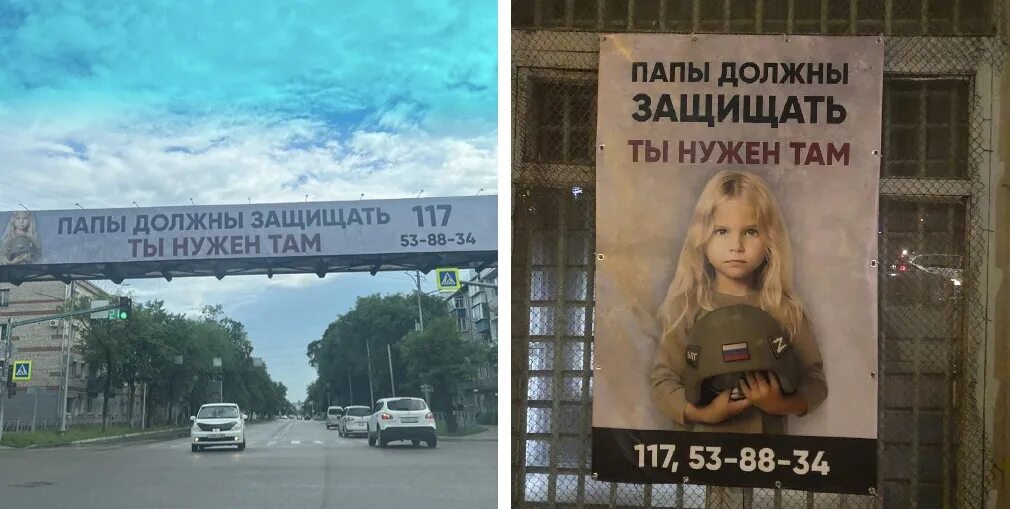 ПАПЫ ДОЛЖНЫ ЗАЩИЩАТЬ 117
ТЫ НУЖЕН ТАМ 53-88-34
ПАПЫ ДОЛЖНЫ
ЗАЩИЩАТЬ
ТЫ НУЖЕН ТАМ
Z
117, 53-88-34